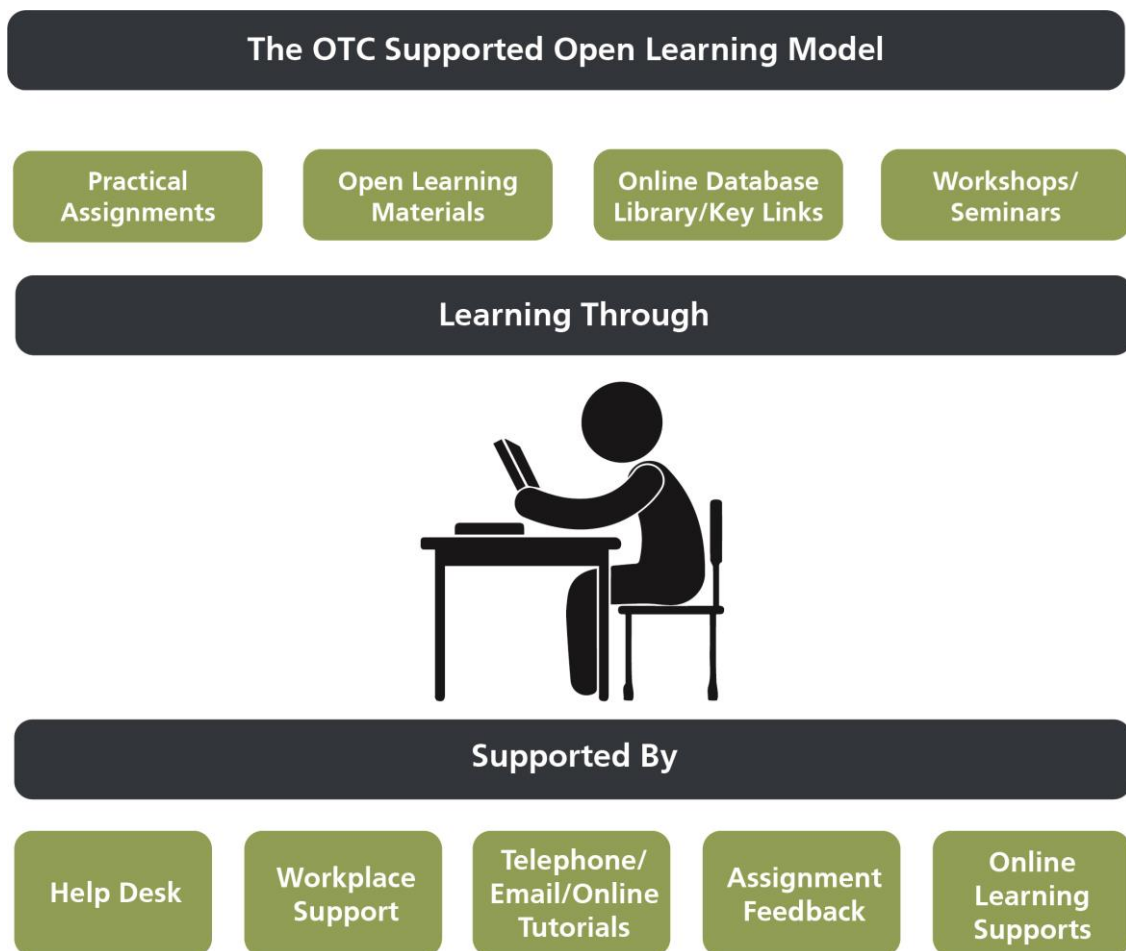 The OTC Supported Open Learning Model
Practical
Assignments
Open Learning
Materials
Online Database
Library/Key Links
Workshops/
Seminars
Learning Through
Supported By
Help Desk
Workplace
Support
Telephone/
Email/Online
Tutorials
Assignment
Feedback
Online
Learning
Supports